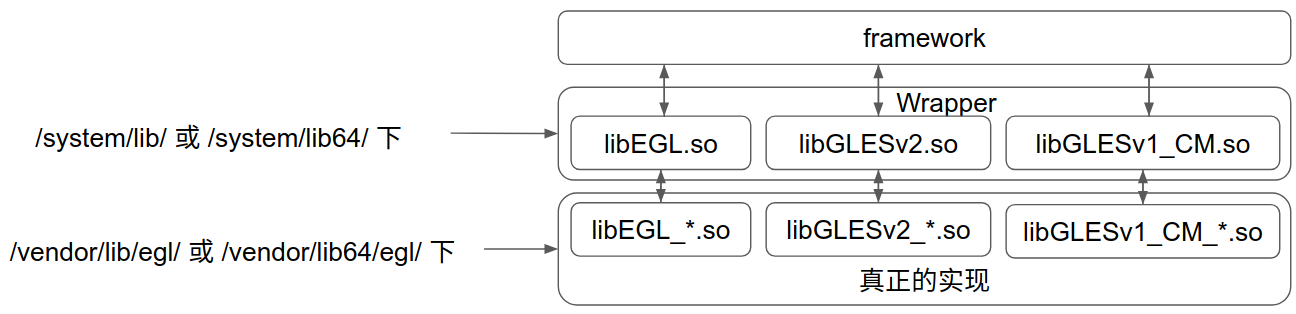 framework
Wrapper
/system/lib/ 或 /system/lib64/ 下
libEGL.so
libGLESv2.so
libGLESv1_CM.so
/vendor/lib/egl/ 或 /vendor/lib64/egl/ 下
libEGL_*.so
libGLESv2_*.so
libGLESv1_CM_*.so
真正的实现